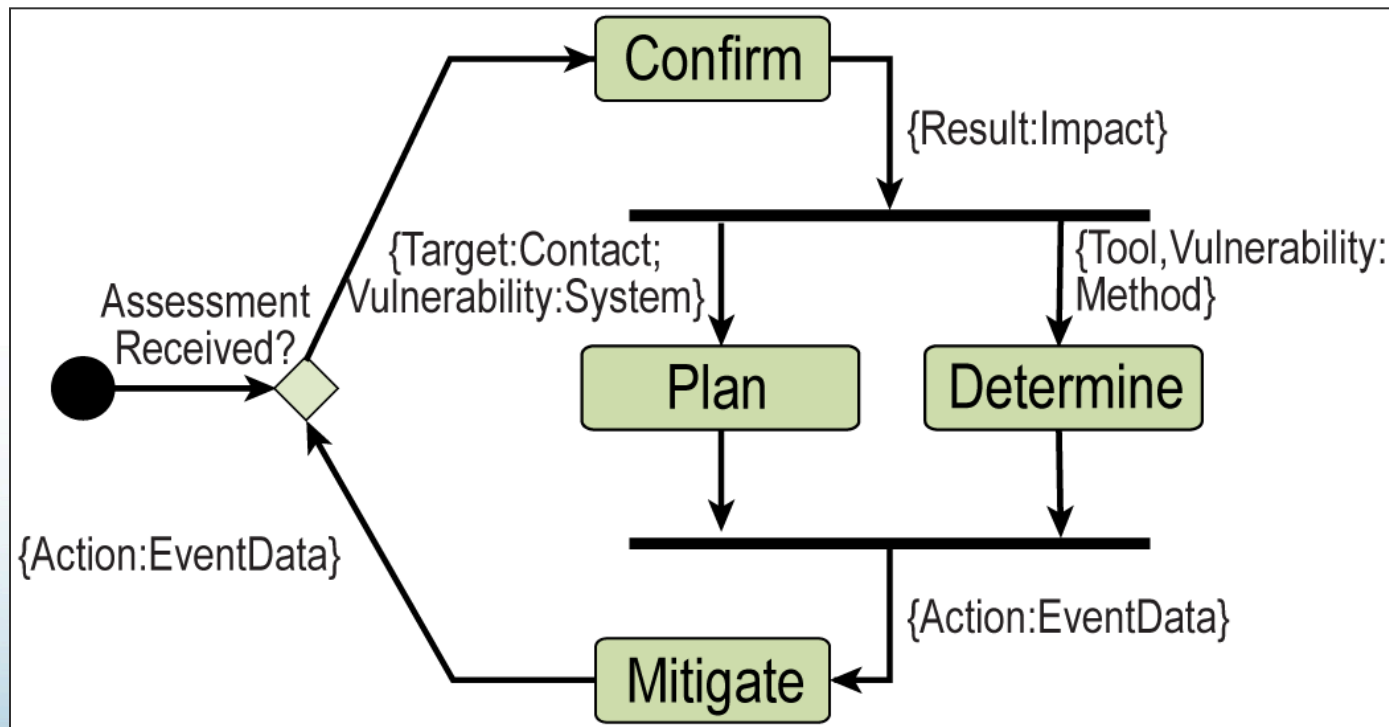 Confirm
{Result:Impact}
{Target:Contact;
Vulnerability:System}
{Tool,Vulnerability:
Method}
Assessment
Received?
Plan
Determine
{Action:EventData}
{Action:EventData}
Mitigate